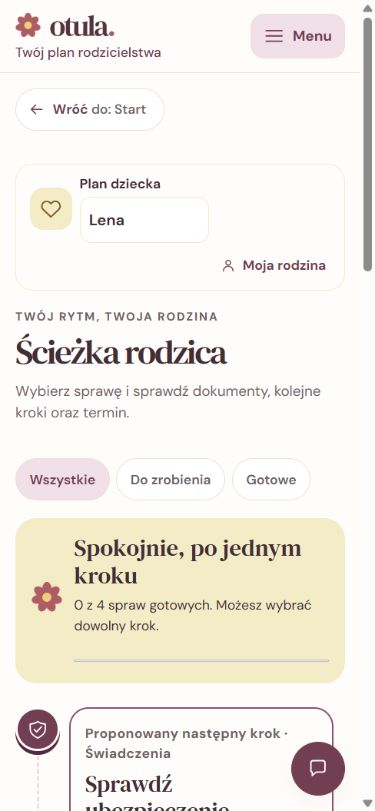 otula.
Twój plan rodzicielstwa
Menu
Wróć do: Start
Plan dziecka
Lena
Moja rodzina
TWÓJ RYTM, TWOJA RODZINA
Ścieżka rodzica
Wybierz sprawę i sprawdź dokumenty, kolejne
kroki oraz termin.
Wszystkie
Do zrobienia
Gotowe
Spokojnie, po jednym
kroku
0 z 4 spraw gotowych. Możesz wybrać
dowolny krok.
Proponowany następny krok ·
Świadczenia
Sprawdź
ubezpieczenie